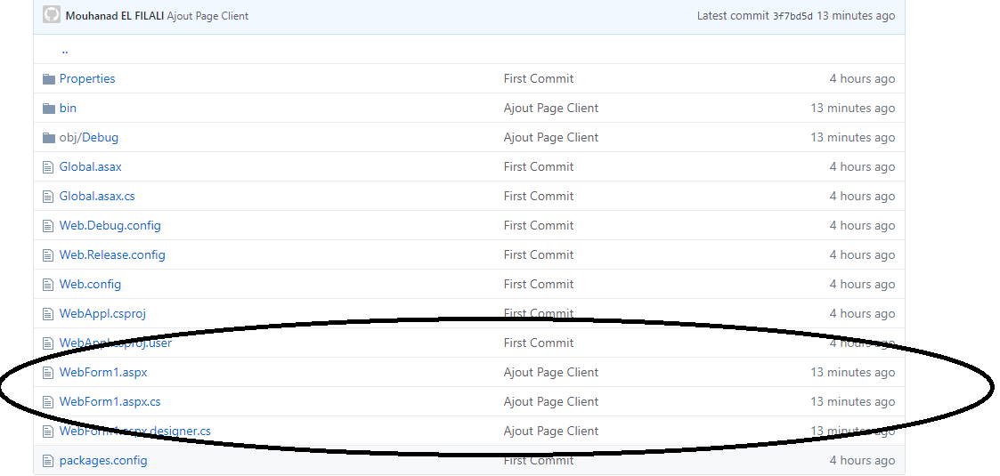 Mouhanad EL FILALI Ajout Page Client Latest commit 3f7bd5d 13 minutes ago
..
Properties First Commit 4 hours ago
bin Ajout Page Client 13 minutes ago
obj/Debug Ajout Page Client 13 minutes ago
Global.asax First Commit 4 hours ago
Global.asax.cs First Commit 4 hours ago
Web.Debug.config First Commit 4 hours ago
Web.Release.config First Commit 4 hours ago
Web.config First Commit 4 hours ago
WebAppl.csproj First Commit 4 hours ago
WebAppl.csproj.user First Commit 4 hours ago
WebForm1.aspx Ajout Page Client 13 minutes ago
WebForm1.aspx.cs Ajout Page Client 13 minutes ago
WebForm1.aspx.designer.cs Ajout Page Client 13 minutes ago
packages.config First Commit 4 hours ago